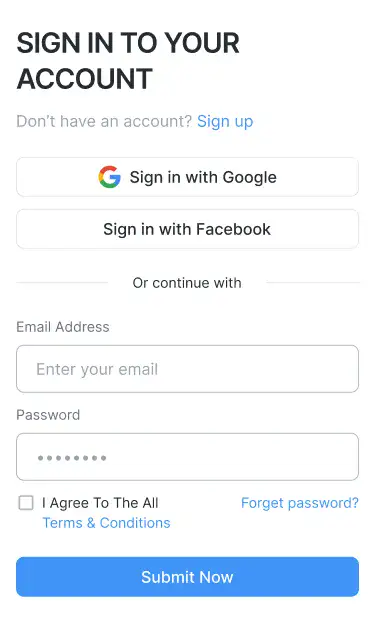 SIGN IN TO YOUR
ACCOUNT
Don’t have an account? Sign up
Sign in with Google
Sign in with Facebook
Or continue with
Email Address
Enter your email
Password
••••••••
I Agree To The All Forget password?
Terms & Conditions
Submit Now